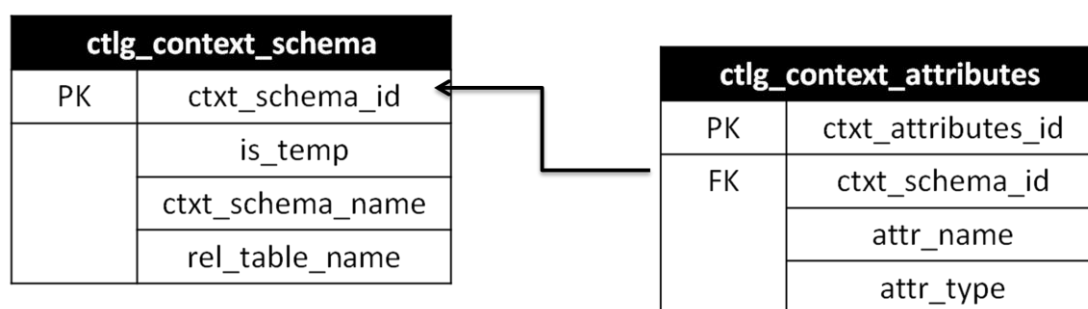 ctlg_context_schema
PK ctxt_schema_id
is_temp
ctxt_schema_name
rel_table_name
ctlg_context_attributes
PK ctxt_attributes_id
FK ctxt_schema_id
attr_name
attr_type